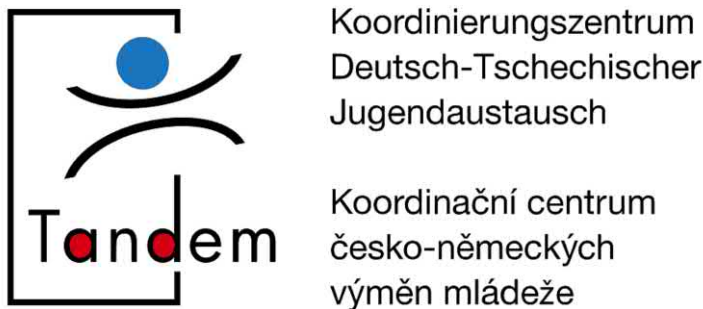 Tandem
Koordinierungszentrum
Deutsch-Tschechischer
Jugendaustausch
Koordinační centrum
česko-německých
výměn mládeže